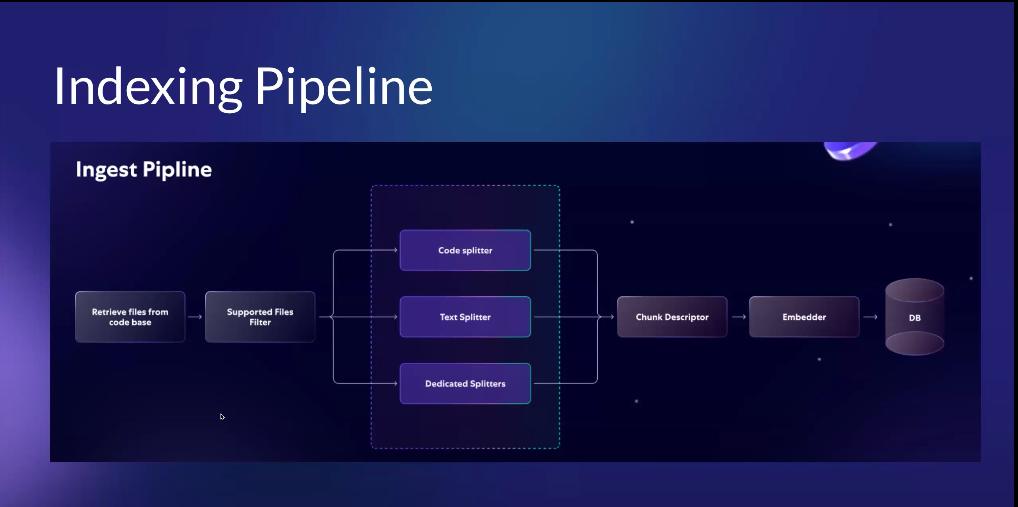 Indexing Pipeline
Ingest Pipline
Code splitter
Retrieve files from
code base
Supported Files
Filter
Text Splitter
Chunk Descriptor
Embedder
DB
Dedicated Splitters